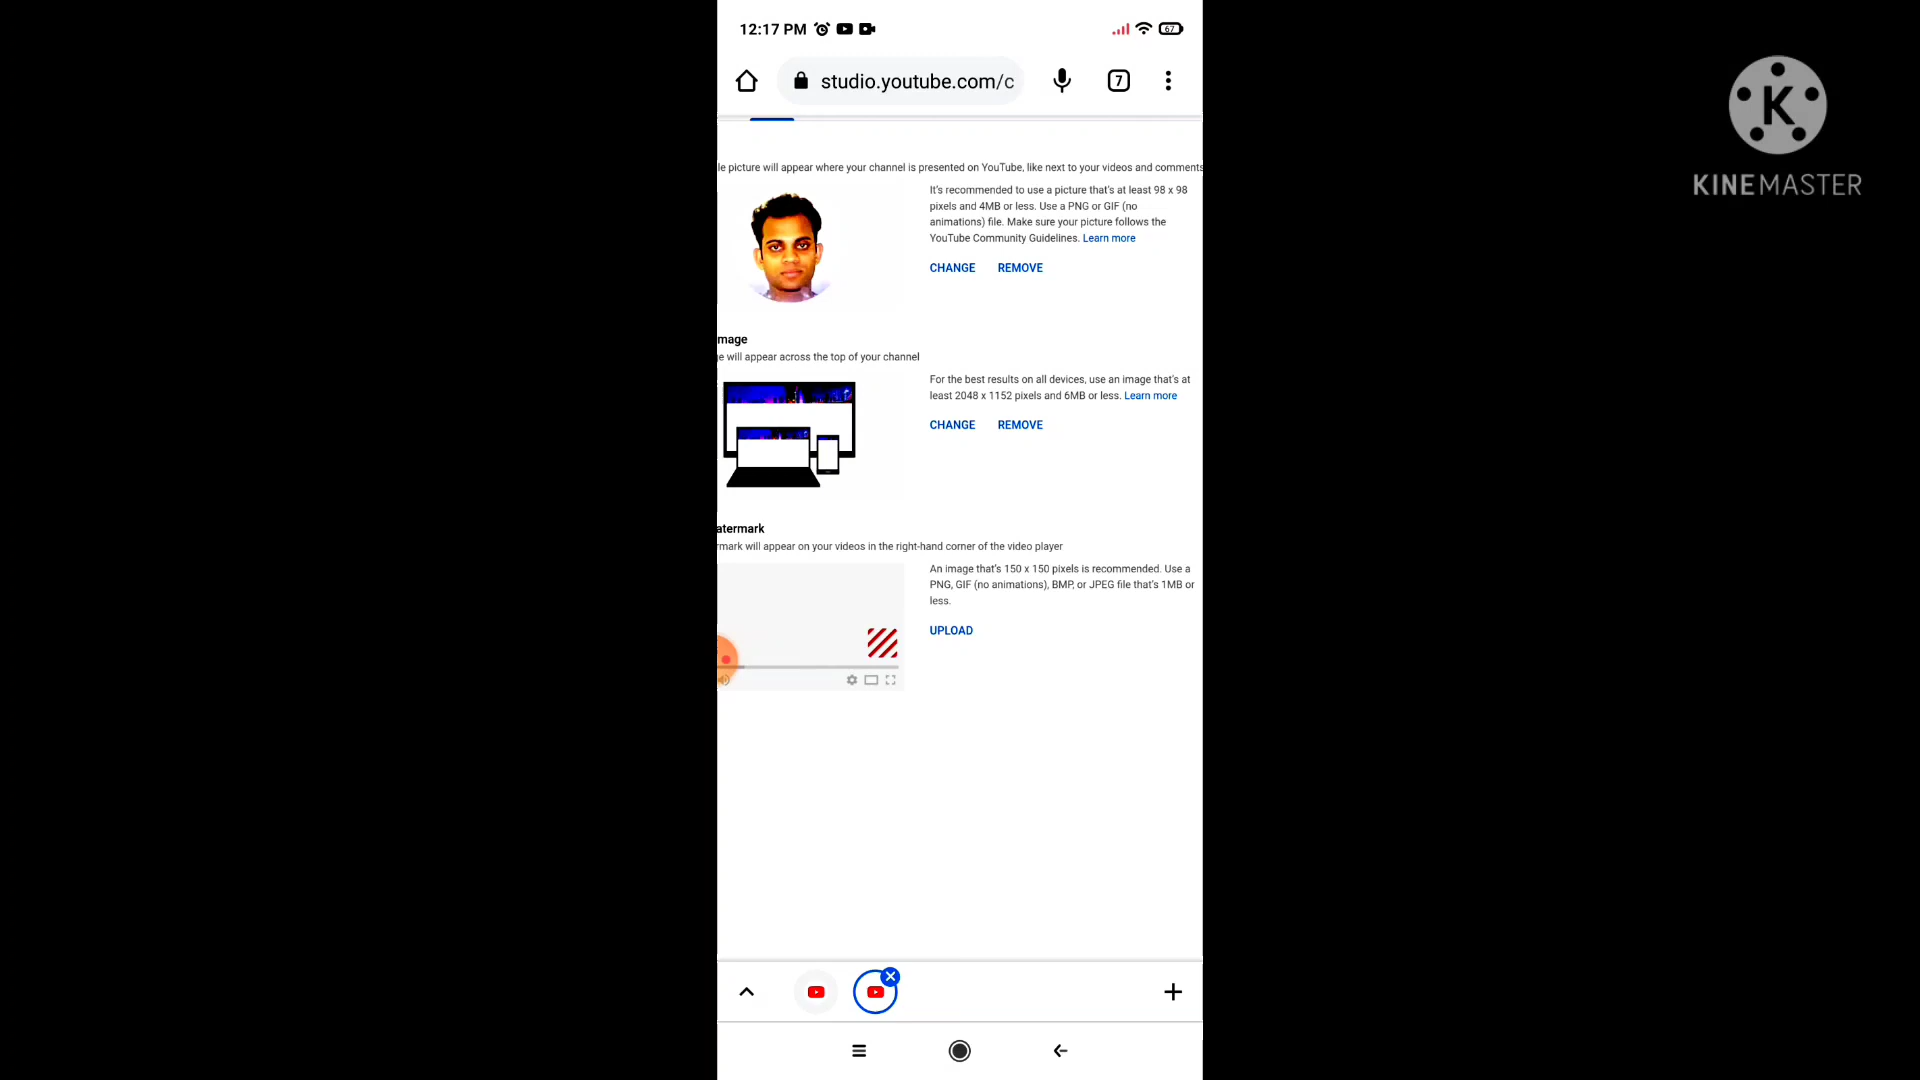 12:17 PM
67
studio.youtube.com/c
7
K
KINEMASTER
le picture will appear where your channel is presented on YouTube, like next to your videos and comments
It's recommended to use a picture that's at least 98 x 98
pixels and 4MB or less. Use a PNG or GIF (no
animations) file. Make sure your picture follows the
YouTube Community Guidelines. Learn more
CHANGE REMOVE
mage
ge will appear across the top of your channel
For the best results on all devices, use an image that's at
least 2048 x 1152 pixels and 6MB or less. Learn more
CHANGE REMOVE
atermark
rmark will appear on your videos in the right-hand corner of the video player
An image that's 150 x 150 pixels is recommended. Use a
PNG, GIF (no animations), BMP, or JPEG file that's 1MB or
less.
UPLOAD